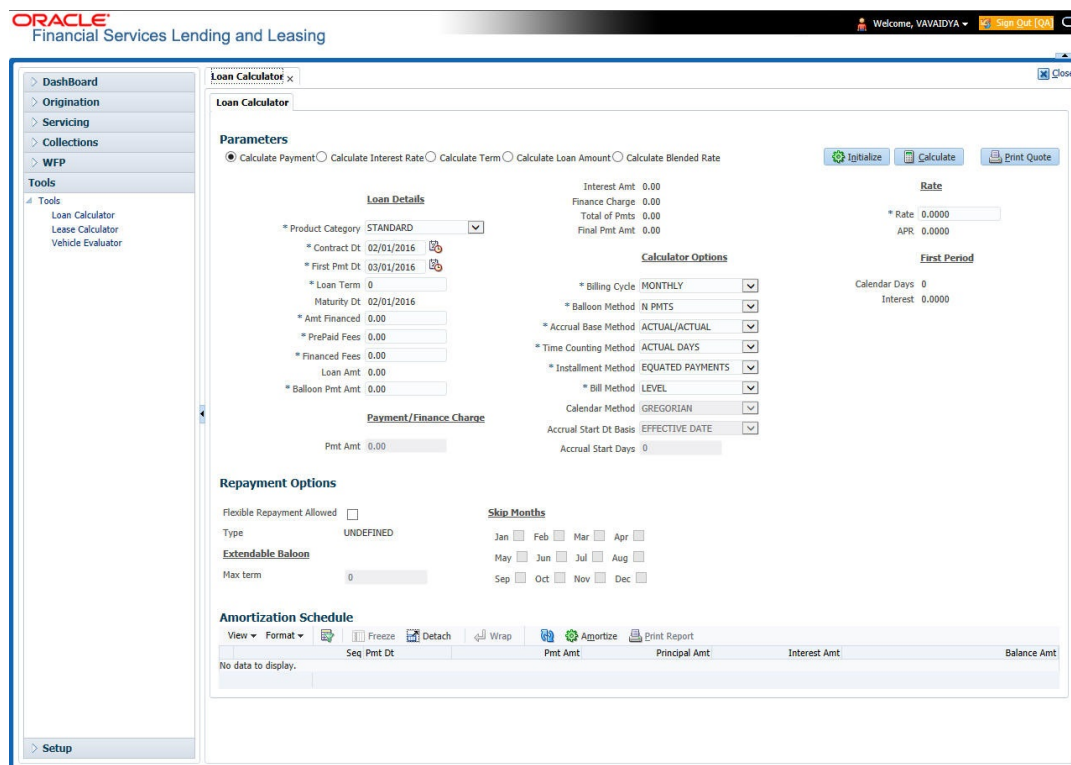 ORACLE
Financial Services Lending and Leasing
Welcome, VAVAIDYA
Sign Out [QA]
DashBoard
Origination
Servicing
Collections
WFP
Tools
Tools
Loan Calculator
Lease Calculator
Vehicle Evaluator
Setup
Loan Calculator
Close
Loan Calculator
Parameters
Calculate Payment Calculate Interest Rate Calculate Term Calculate Loan Amount Calculate Blended Rate
Initialize Calculate Print Quote
Loan Details
* Product Category STANDARD
* Contract Dt 02/01/2016
* First Pmt Dt 03/01/2016
* Loan Term 0
Maturity Dt 02/01/2016
* Amt Financed 0.00
* PrePaid Fees 0.00
* Financed Fees 0.00
Loan Amt 0.00
* Balloon Pmt Amt 0.00
Payment/Finance Charge
Pmt Amt 0.00
Interest Amt 0.00
Finance Charge 0.00
Total of Pmts 0.00
Final Pmt Amt 0.00
Calculator Options
* Billing Cycle MONTHLY
* Balloon Method N PMTS
* Accrual Base Method ACTUAL/ACTUAL
* Time Counting Method ACTUAL DAYS
* Installment Method EQUATED PAYMENTS
* Bill Method LEVEL
Calendar Method GREGORIAN
Accrual Start Dt Basis EFFECTIVE DATE
Accrual Start Days 0
Rate
* Rate 0.0000
APR 0.0000
First Period
Calendar Days 0
Interest 0.0000
Repayment Options
Flexible Repayment Allowed
Type UNDEFINED
Extendable Baloon
Max term 0
Skip Months
Jan Feb Mar Apr
May Jun Jul Aug
Sep Oct Nov Dec
Amortization Schedule
View Format Freeze Detach Wrap Amortize Print Report
Seq Pmt Dt Pmt Amt Principal Amt Interest Amt Balance Amt
No data to display.